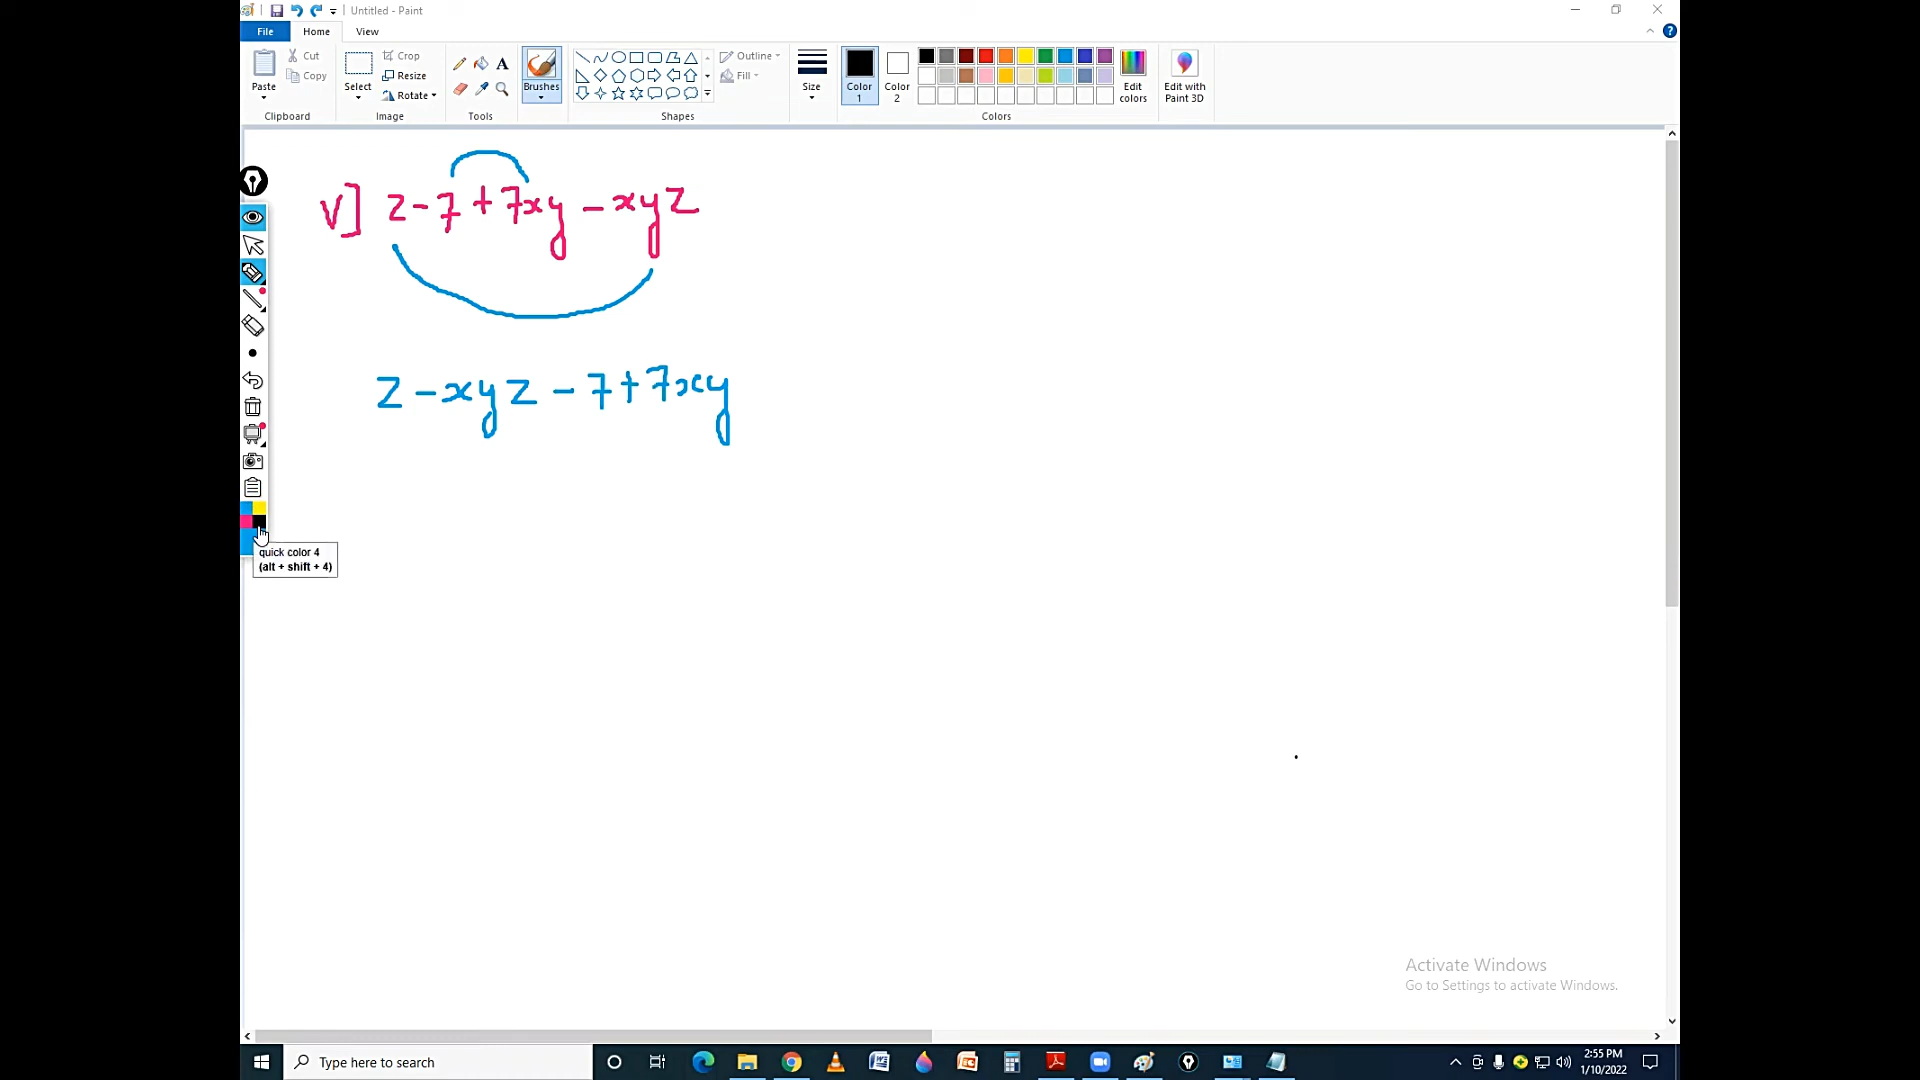 Untitled - Paint
File Home View
Paste
Cut
Copy
Clipboard
Select
Crop
Resize
Rotate
Image
Tools
Brushes
Outline
Fill
Shapes
Size
Color 1
Color 2
Edit colors
Colors
Edit with Paint 3D
V] z - 7 + 7xy - xyz
z - xyz - 7 + 7xy
quick color 4
(alt + shift + 4)
Activate Windows
Go to Settings to activate Windows.
Type here to search
2:55 PM
1/10/2022